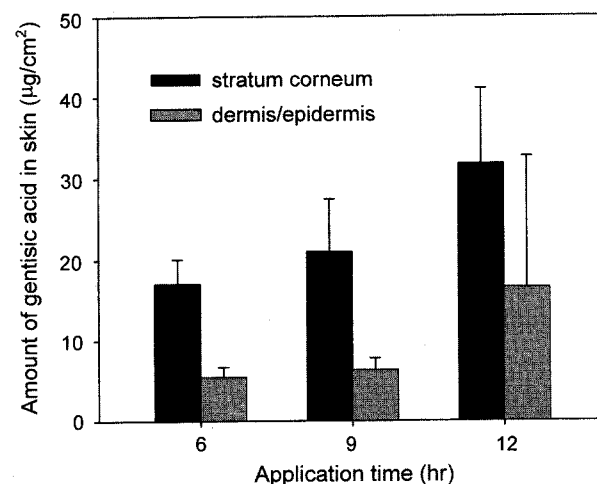 Amount of gentisic acid in skin (μg/cm²)
50
40
30
20
10
0
stratum corneum
dermis/epidermis
6 9 12
Application time (hr)